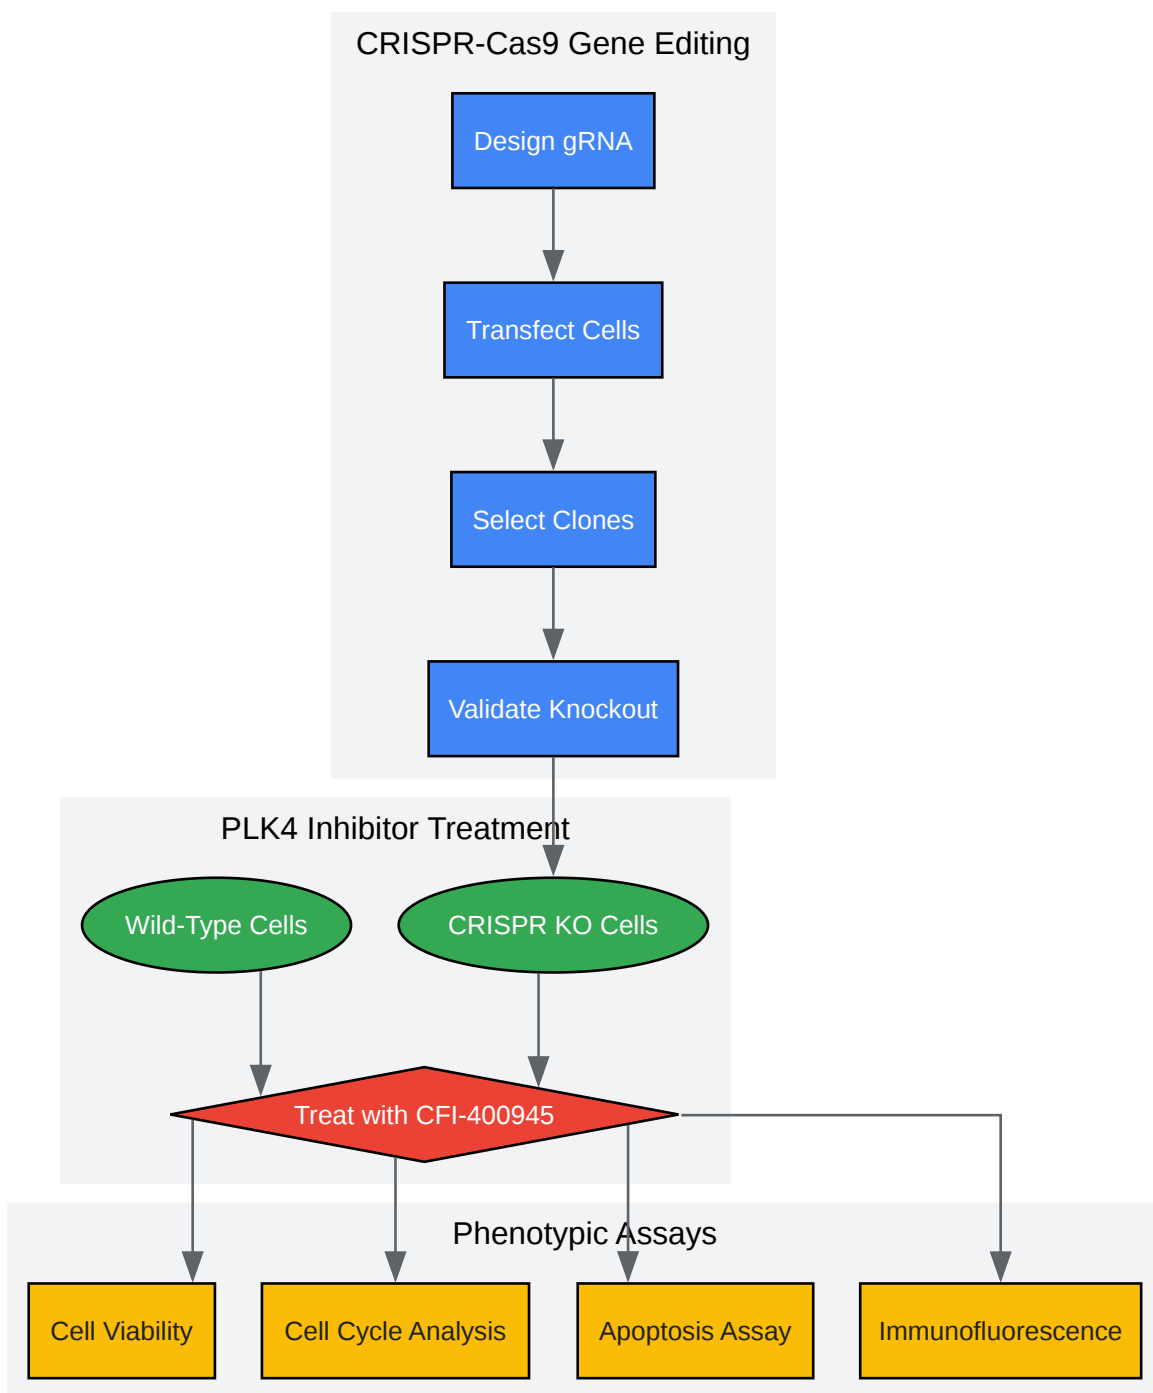 CRISPR-Cas9 Gene Editing
Design gRNA
Transfect Cells
Select Clones
Validate Knockout
PLK4 Inhibitor Treatment
Wild-Type Cells
CRISPR KO Cells
Treat with CFI-400945
Phenotypic Assays
Cell Viability
Cell Cycle Analysis
Apoptosis Assay
Immunofluorescence